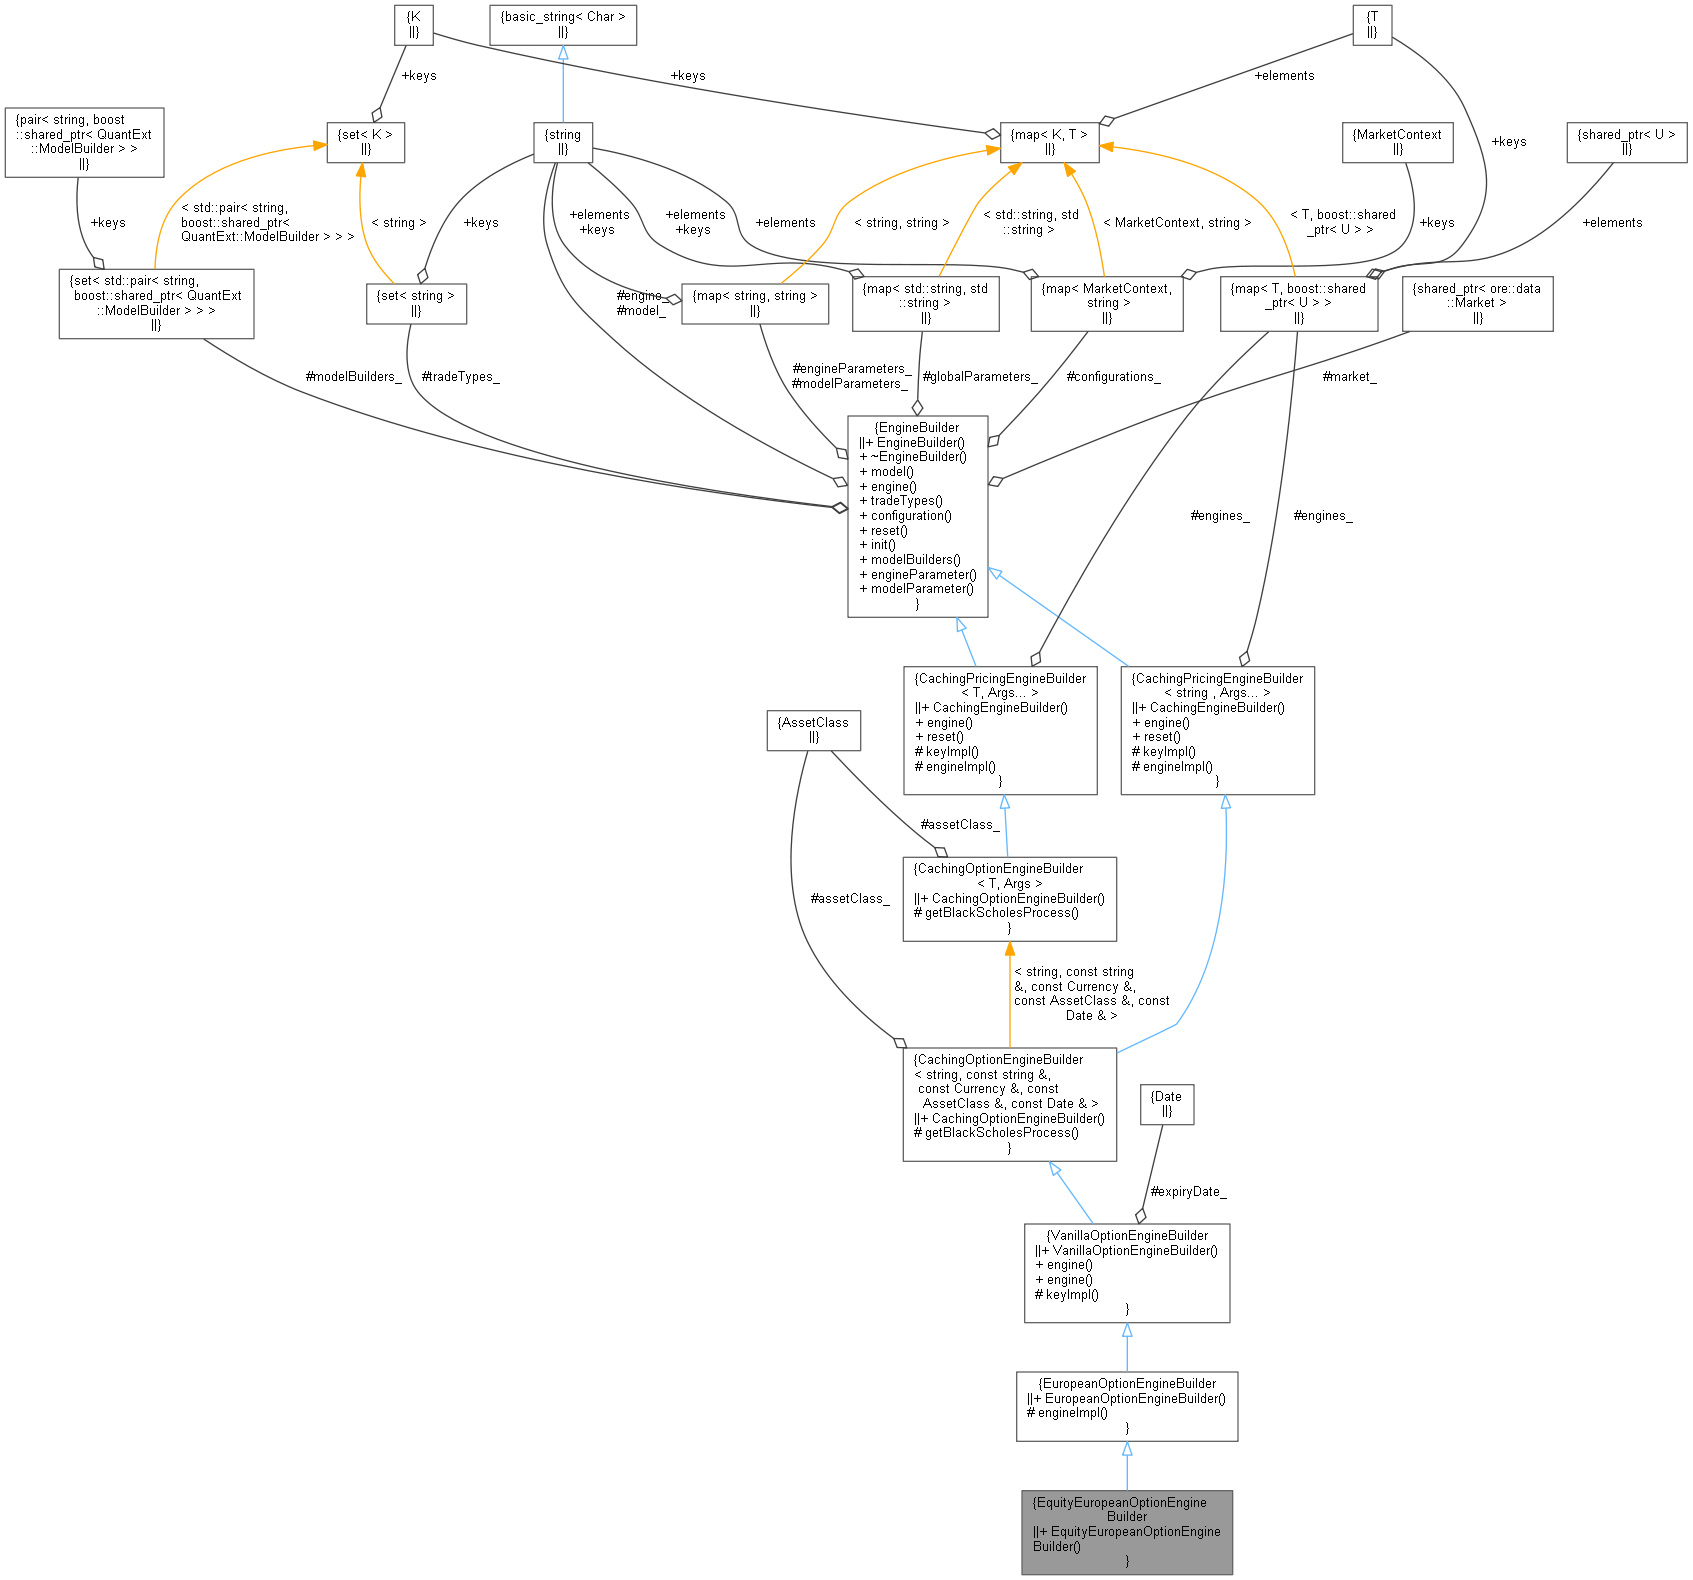 {K
||}
{basic_string< Char >
||}
{T
||}
+keys
+keys
+elements
{pair< string, boost
::shared_ptr< QuantExt
::ModelBuilder > >
||}
{set< K >
||}
{string
||}
{map< K, T >
||}
{MarketContext
||}
{shared_ptr< U >
||}
+keys
+keys
< std::pair< string,
boost::shared_ptr<
QuantExt::ModelBuilder > > >
< string >
+keys
+elements
+keys
+elements
+keys
+elements
< string, string >
< std::string, std
::string >
< MarketContext, string >
< T, boost::shared
_ptr< U > >
+keys
+elements
{set< std::pair< string,
boost::shared_ptr< QuantExt
::ModelBuilder > > >
||}
{set< string >
||}
#engine_
#model_
{map< string, string >
||}
{map< std::string, std
::string >
||}
{map< MarketContext,
string >
||}
{map< T, boost::shared
_ptr< U > >
||}
{shared_ptr< ore::data
::Market >
||}
#modelBuilders_
#tradeTypes_
#engineParameters_
#modelParameters_
#globalParameters_
#configurations_
#market_
{EngineBuilder
||+ EngineBuilder()
+ ~EngineBuilder()
+ model()
+ engine()
+ tradeTypes()
+ configuration()
+ reset()
+ init()
+ modelBuilders()
+ engineParameter()
+ modelParameter()
}
#engines_
#engines_
{CachingPricingEngineBuilder
< T, Args... >
||+ CachingEngineBuilder()
+ engine()
+ reset()
# keyImpl()
# engineImpl()
}
{CachingPricingEngineBuilder
< string , Args... >
||+ CachingEngineBuilder()
+ engine()
+ reset()
# keyImpl()
# engineImpl()
}
{AssetClass
||}
#assetClass_
#assetClass_
{CachingOptionEngineBuilder
< T, Args >
||+ CachingOptionEngineBuilder()
# getBlackScholesProcess()
}
< string, const string
&, const Currency &,
const AssetClass &, const
Date & >
{CachingOptionEngineBuilder
< string, const string &,
const Currency &, const
AssetClass &, const Date & >
||+ CachingOptionEngineBuilder()
# getBlackScholesProcess()
}
{Date
||}
#expiryDate_
{VanillaOptionEngineBuilder
||+ VanillaOptionEngineBuilder()
+ engine()
+ engine()
# keyImpl()
}
{EuropeanOptionEngineBuilder
||+ EuropeanOptionEngineBuilder()
# engineImpl()
}
{EquityEuropeanOptionEngine
Builder
||+ EquityEuropeanOptionEngine
Builder()
}